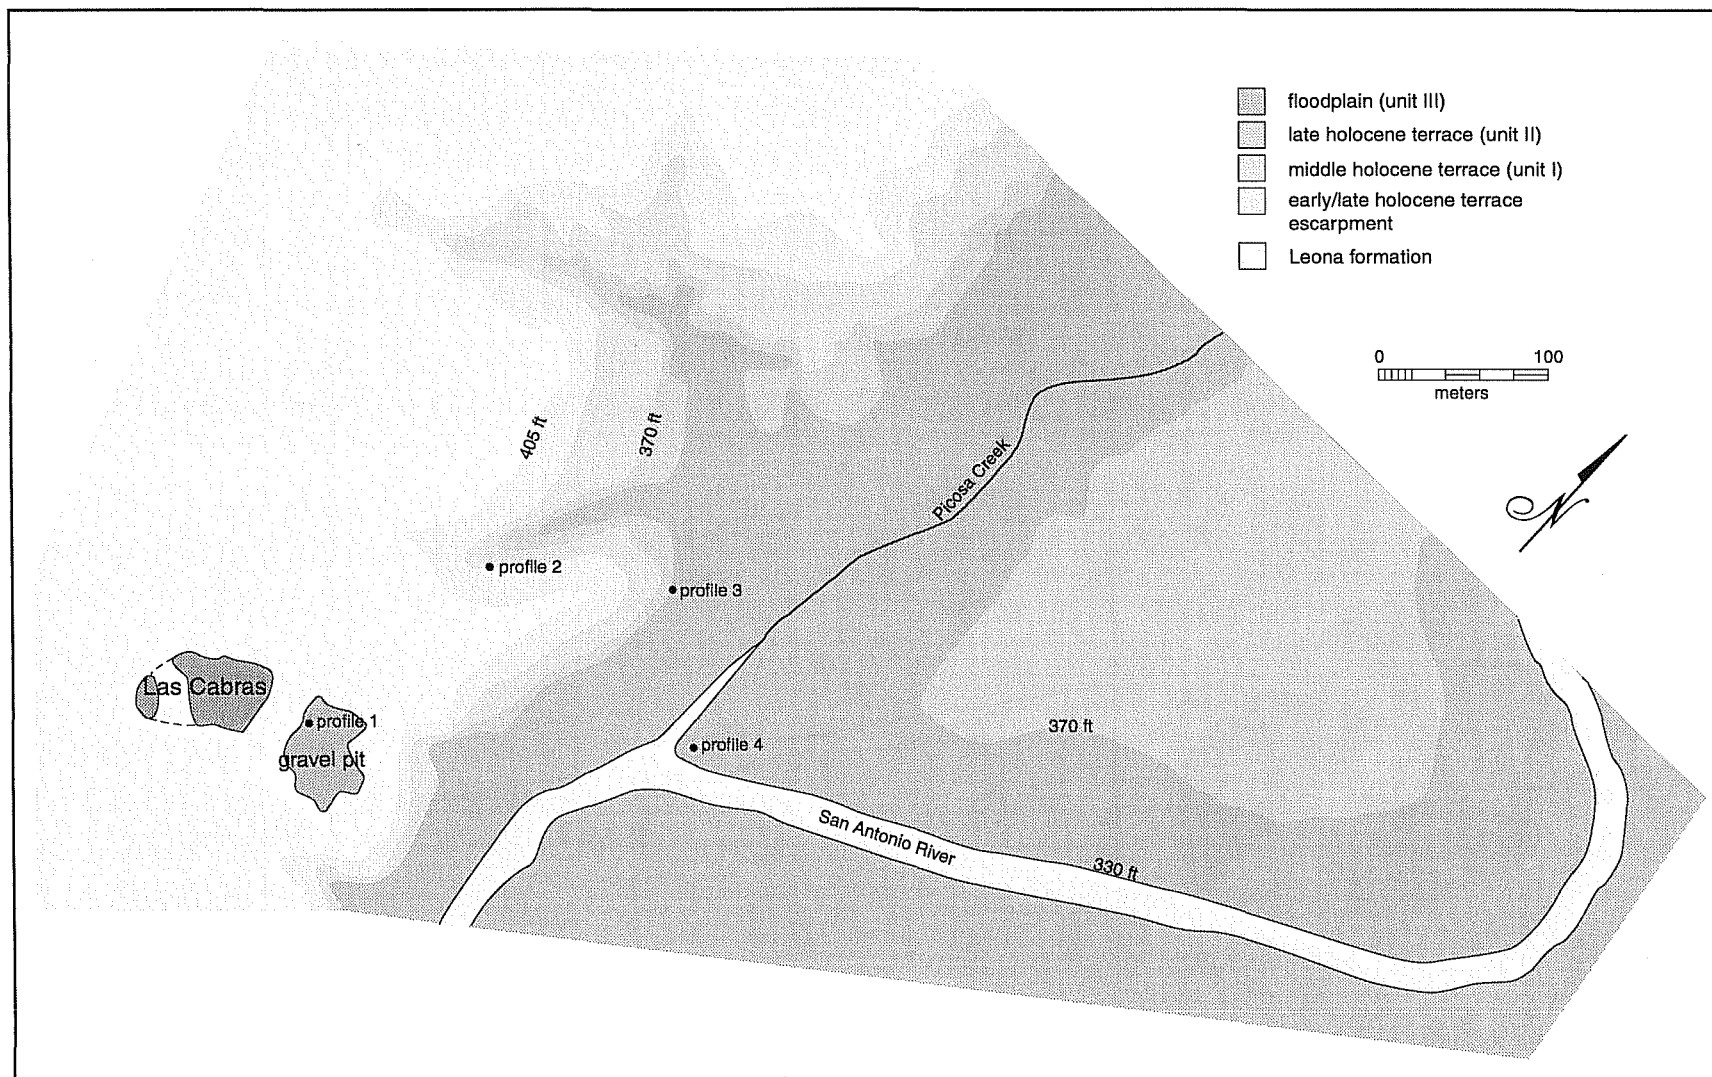 floodplain (unit III)
late holocene terrace (unit II)
middle holocene terrace (unit I)
early/late holocene terrace
escarpment
Leona formation
0 100
meters
N
405 ft
370 ft
Picosa Creek
profile 2
profile 3
Las Cabras
profile 1
gravel pit
profile 4
370 ft
San Antonio River
330 ft